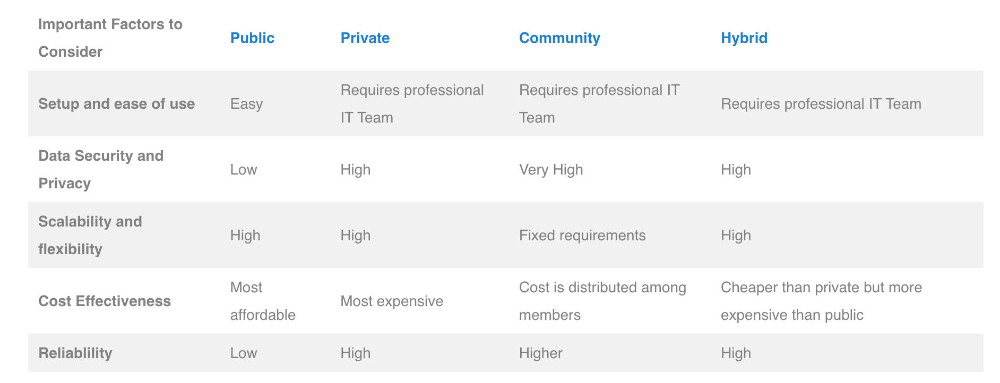 Important Factors to
Consider
Public
Private
Community
Hybrid
Setup and ease of use
Easy
Requires professional
IT Team
Requires professional IT
Team
Requires professional IT Team
Data Security and
Privacy
Low
High
Very High
High
Scalability and
flexibility
High
High
Fixed requirements
High
Cost Effectiveness
Most
affordable
Most expensive
Cost is distributed among
members
Cheaper than private but more
expensive than public
Reliablility
Low
High
Higher
High